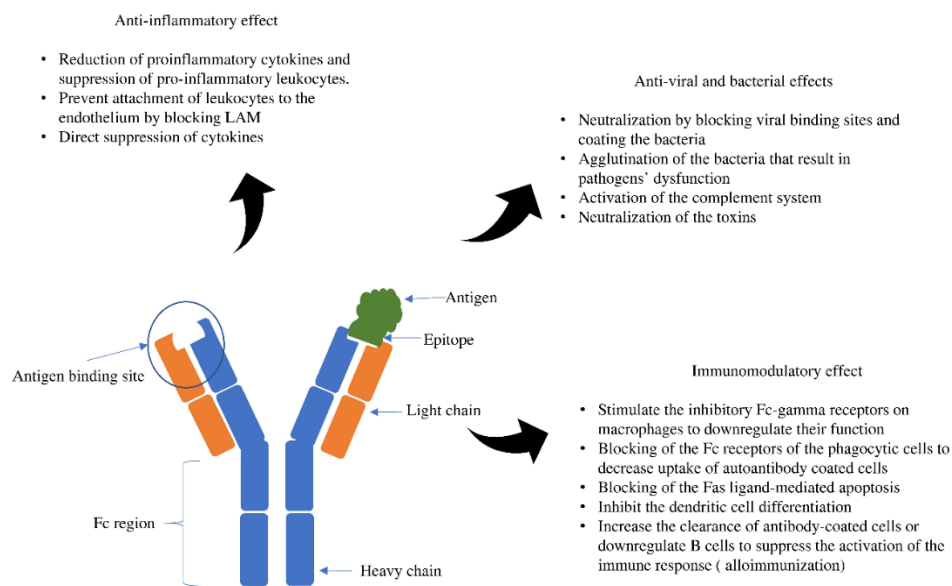 Anti-inflammatory effect
• Reduction of proinflammatory cytokines and
suppression of pro-inflammatory leukocytes.
• Prevent attachment of leukocytes to the
endothelium by blocking LAM
• Direct suppression of cytokines
Anti-viral and bacterial effects
• Neutralization by blocking viral binding sites and
coating the bacteria
• Agglutination of the bacteria that result in
pathogens’ dysfunction
• Activation of the complement system
• Neutralization of the toxins
Antigen
Epitope
Antigen binding site
Light chain
Fc region
Heavy chain
Immunomodulatory effect
• Stimulate the inhibitory Fc-gamma receptors on
macrophages to downregulate their function
• Blocking of the Fc receptors of the phagocytic cells to
decrease uptake of autoantibody coated cells
• Blocking of the Fas ligand-mediated apoptosis
• Inhibit the dendritic cell differentiation
• Increase the clearance of antibody-coated cells or
downregulate B cells to suppress the activation of the
immune response ( alloimmunization)